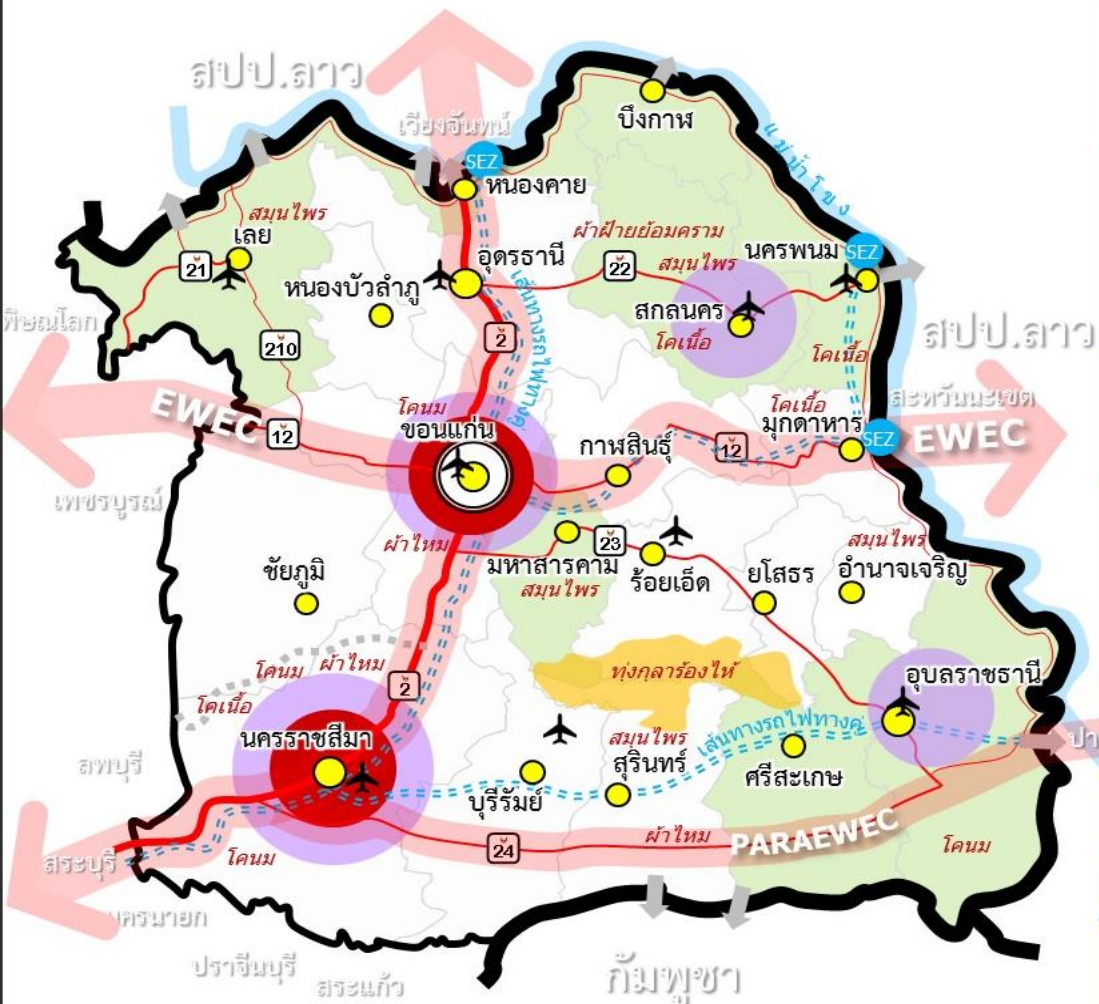 สปป.ลาว
เวียงจันทน์
บึงกาฬ
แม่น้ำโขง
SEZ
หนองคาย
สมุนไพร
เลย
21
ผ้าฝ้ายย้อมคราม
นครพนม
SEZ
อุดรธานี
22
สมุนไพร
หนองบัวลำภู
สกลนคร
พิษณโลก
210
2
เส้นทางรถไฟทางคู่
โคเนื้อ
โคเนื้อ
สปป.ลาว
สะหวันนะเขต
EWEC
12
โคนม
ขอนแก่น
โคเนื้อ
มุกดาหาร
SEZ
EWEC
กาฬสินธุ์
12
เพชรบูรณ์
ผ้าไหม
23
มหาสารคาม
ร้อยเอ็ด
สมุนไพร
ชัยภูมิ
สมุนไพร
ยโสธร
อำนาจเจริญ
โคนม
ผ้าไหม
2
ทุ่งกุลาร้องไห้
อุบลราชธานี
โคเนื้อ
นครราชสีมา
สมุนไพร
เส้นทางรถไฟทางคู่
ปา
ลพบุรี
บุรีรัมย์
สุรินทร์
ศรีสะเกษ
สระบุรี
โคนม
24
ผ้าไหม
PARAEWEC
โคนม
นครนายก
ปราจีนบุรี
สระแก้ว
กัมพูชา